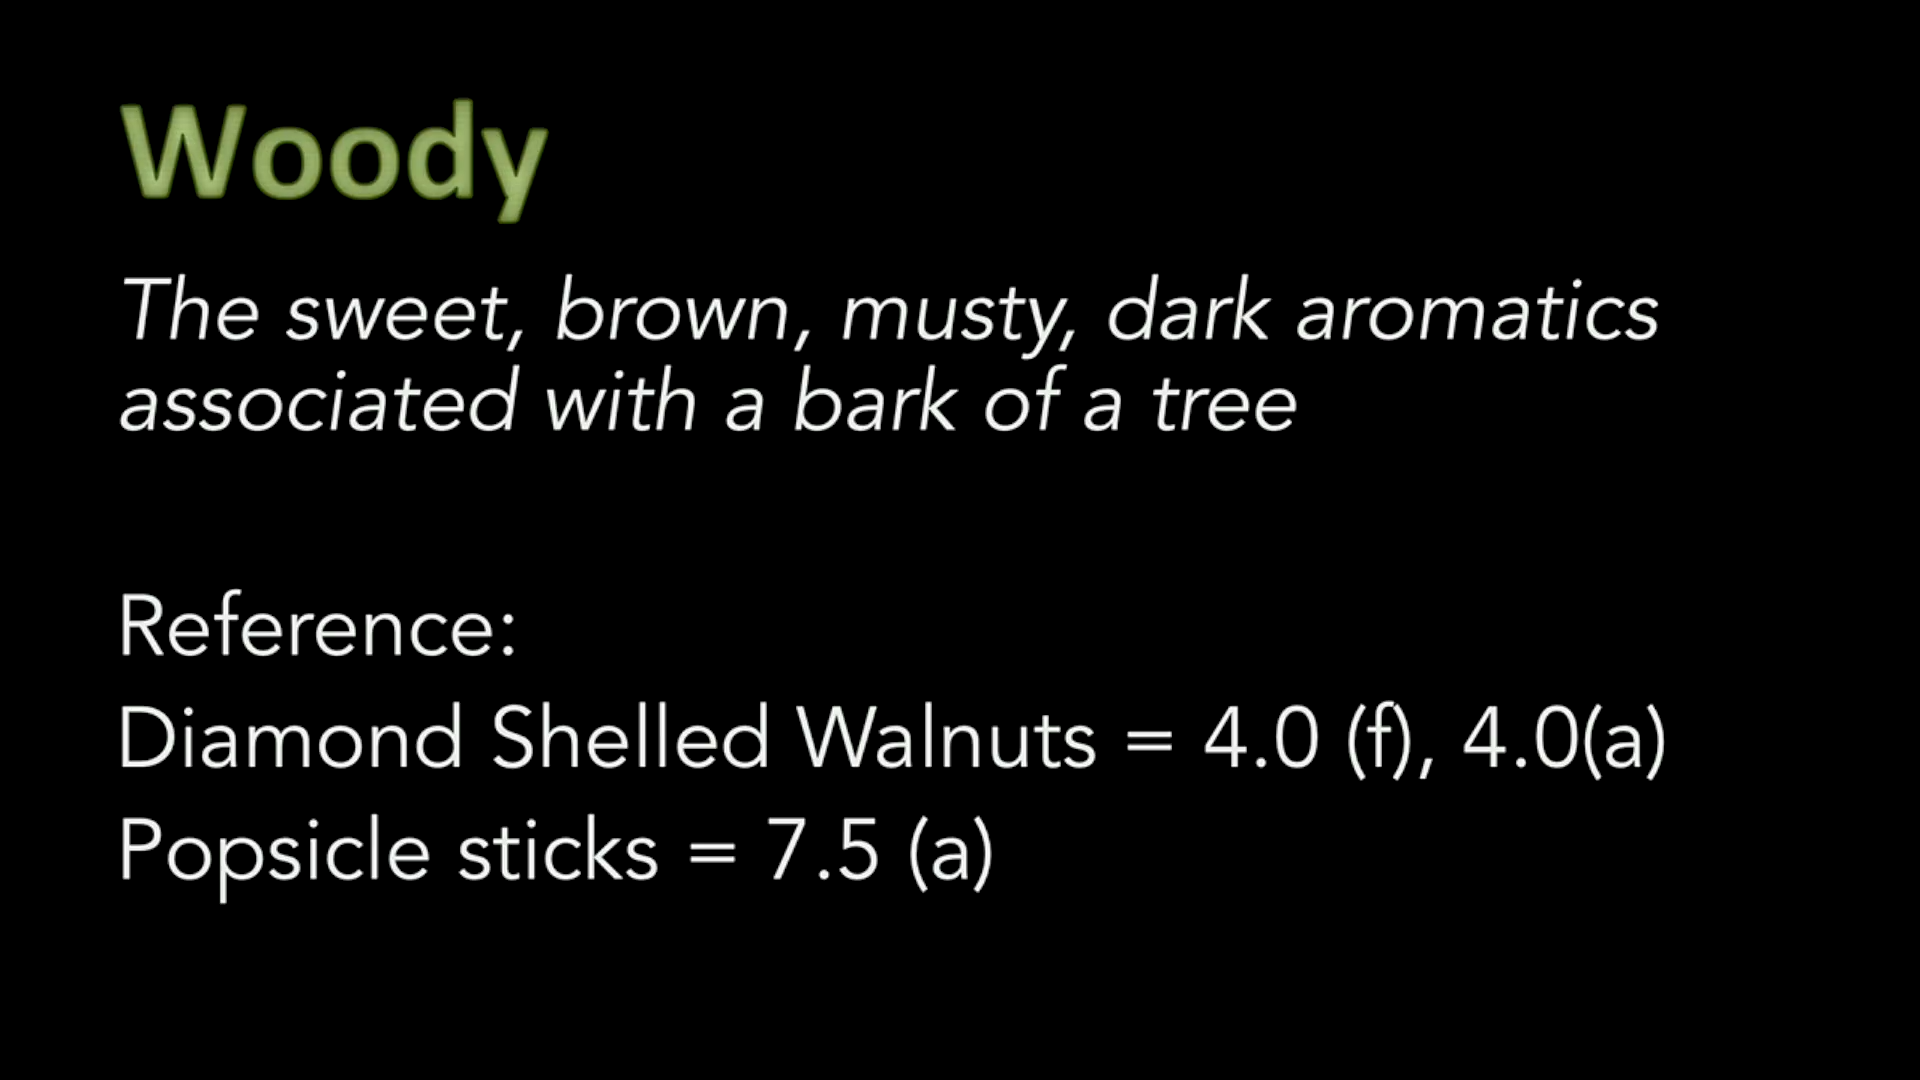 Woody
The sweet, brown, musty, dark aromatics
associated with a bark of a tree
Reference:
Diamond Shelled Walnuts = 4.0 (f), 4.0(a)
Popsicle sticks = 7.5 (a)